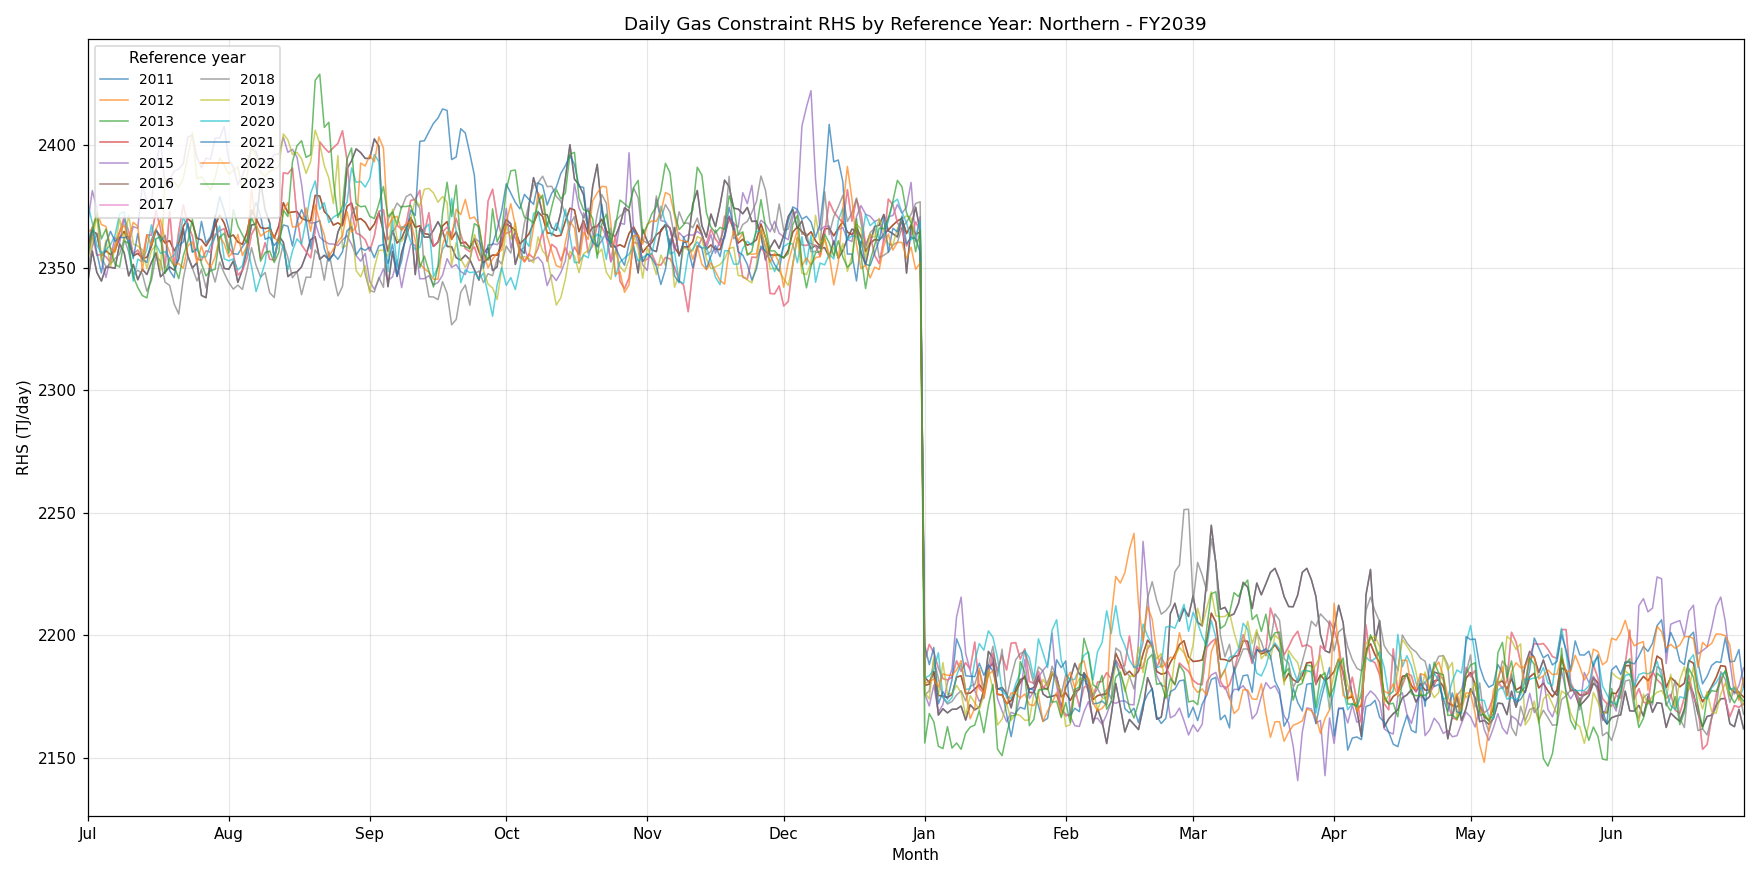 Daily Gas Constraint RHS by Reference Year: Northern - FY2039
Reference year
2011 2018
2012 2019
2013 2020
2014 2021
2015 2022
2016 2023
2017
2400
2350
2300
2250
2200
2150
RHS (TJ/day)
Jul Aug Sep Oct Nov Dec Jan Feb Mar Apr May Jun
Month